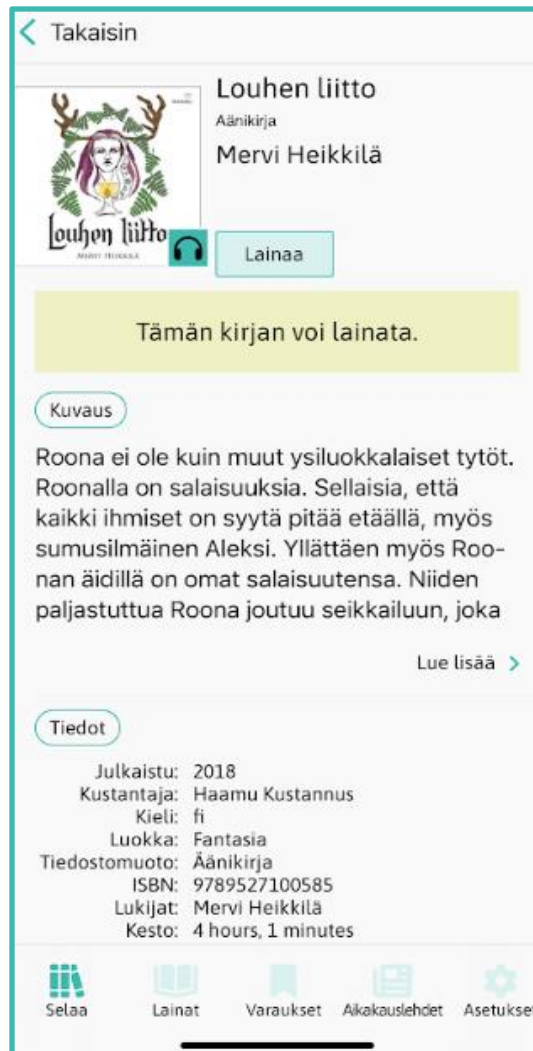 Takaisin
Louhen liitto
Äänikirja
Mervi Heikkilä
Louhen liitto
MERVI HEIKKILÄ
Lainaa
Tämän kirjan voi lainata.
Kuvaus
Roona ei ole kuin muut ysiluokkalaiset tytöt.
Roonalla on salaisuuksia. Sellaisia, että
kaikki ihmiset on syytä pitää etäällä, myös
sumusilmäinen Aleksi. Yllättäen myös Roo-
nan äidillä on omat salaisuutensa. Niiden
paljastuttua Roona joutuu seikkailuun, joka
Lue lisää
Tiedot
Julkaistu: 2018
Kustantaja: Haamu Kustannus
Kieli: fi
Luokka: Fantasia
Tiedostomuoto: Äänikirja
ISBN: 9789527100585
Lukijat: Mervi Heikkilä
Kesto: 4 hours, 1 minutes
Selaa Lainat Varaukset Aikakauslehdet Asetukset